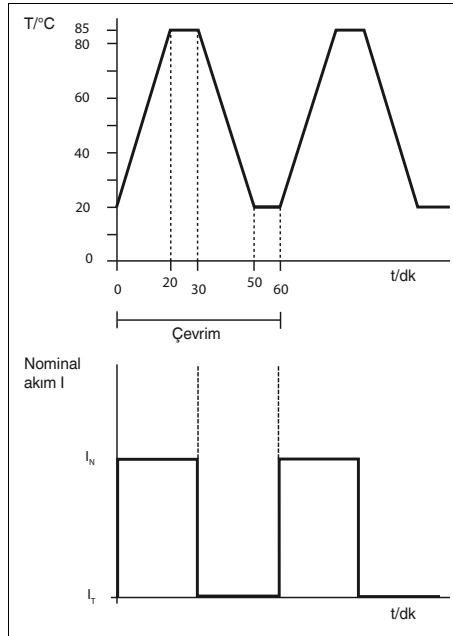 T/°C
85
80
60
40
20
0
0 20 30 50 60
t/dk
Çevrim
Nominal
akım I
I_N
I_T
t/dk